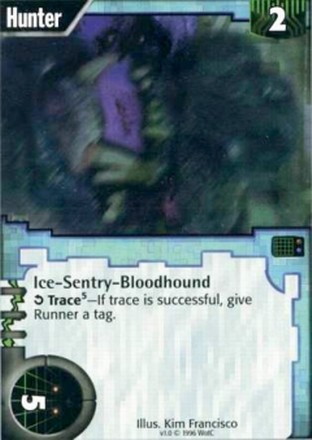 Hunter
2
Ice-Sentry-Bloodhound
Trace⁵—If trace is successful, give
Runner a tag.
5
Illus. Kim Francisco
v1.0 © 1996 WotC